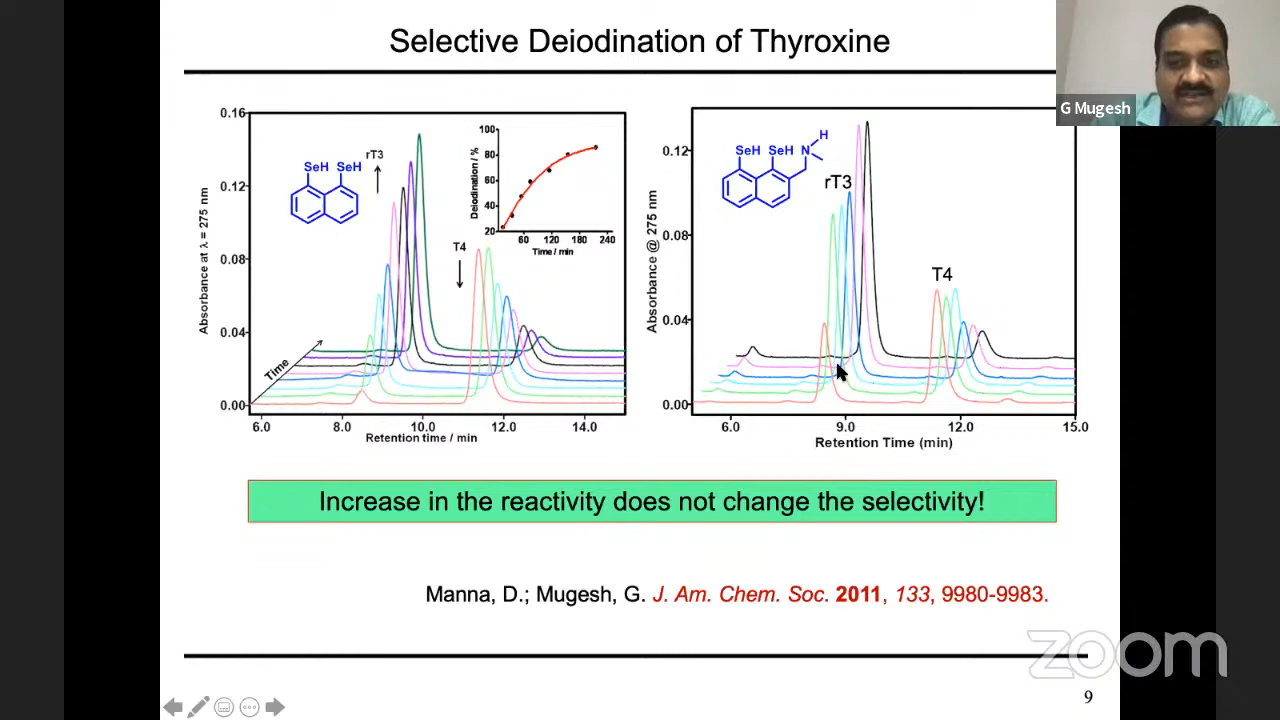 Selective Deiodination of Thyroxine
G Mugesh
0.16
0.12
0.08
0.04
0.00
Absorbance at λ = 275 nm
SeH SeH
rT3
T4
Time
6.0 8.0 10.0 12.0 14.0
Retention time / min
100
80
60
40
20
Deiodination / %
60 120 180 240
Time / min
0.12
0.08
0.04
0.00
Absorbance @ 275 nm
SeH SeH N H
rT3
T4
6.0 9.0 12.0 15.0
Retention Time (min)
Increase in the reactivity does not change the selectivity!
Manna, D.; Mugesh, G. J. Am. Chem. Soc. 2011, 133, 9980-9983.
zoom
9